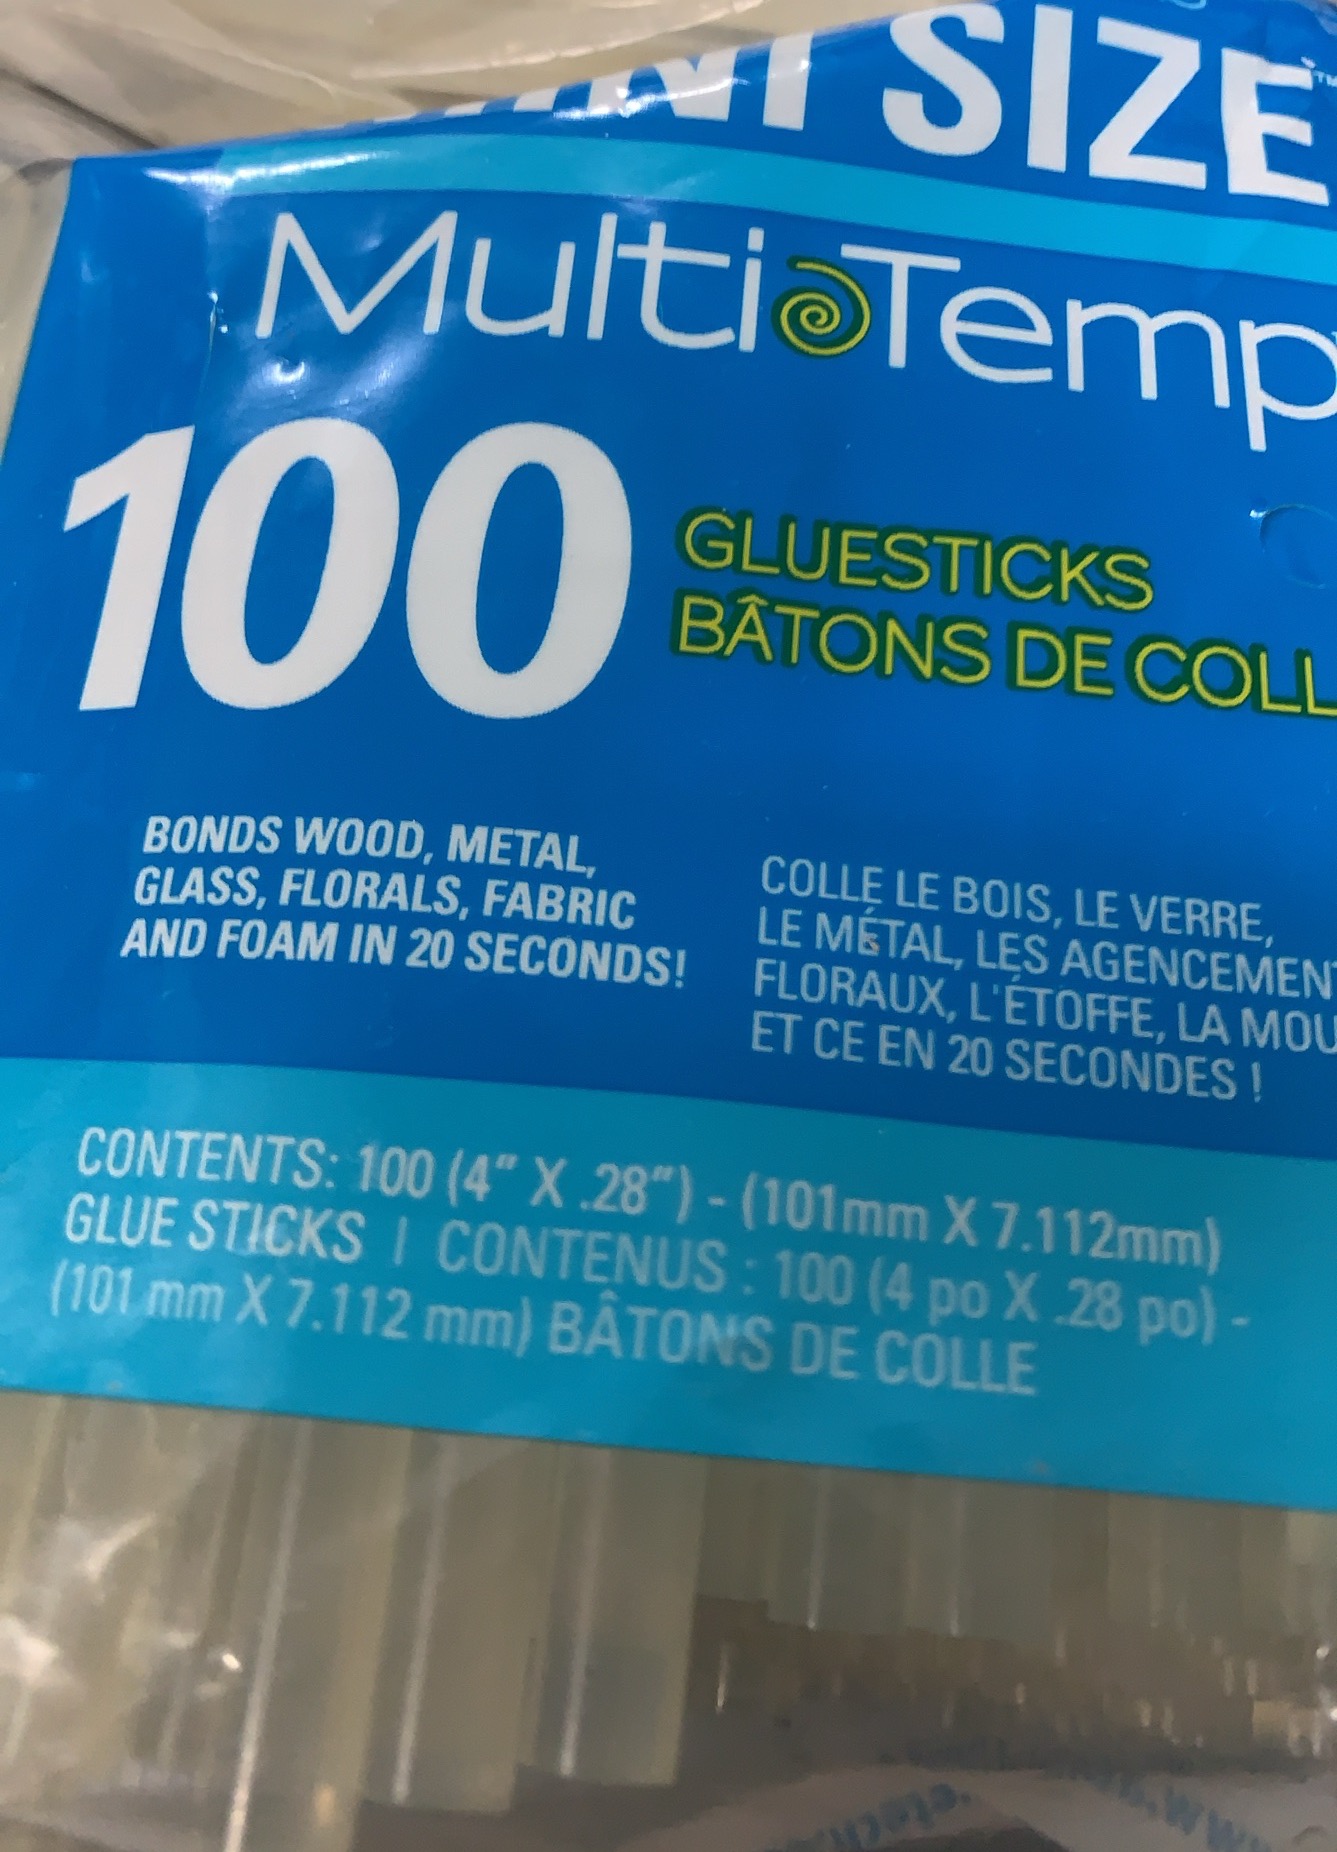 SIZE™
Multi Temp
100
GLUESTICKS
BÂTONS DE COLL
BONDS WOOD, METAL,
GLASS, FLORALS, FABRIC
AND FOAM IN 20 SECONDS!
COLLE LE BOIS, LE VERRE,
LE MÉTAL, LES AGENCEMEN
FLORAUX, L'ÉTOFFE, LA MOU
ET CE EN 20 SECONDES !
CONTENTS: 100 (4" X .28") - (101mm X 7.112mm)
GLUE STICKS | CONTENUS : 100 (4 po X .28 po) -
(101 mm X 7.112 mm) BÂTONS DE COLLE